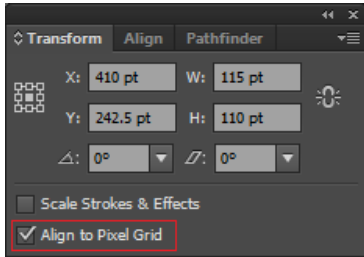 Transform Align Pathfinder
X: 410 pt W: 115 pt
Y: 242.5 pt H: 110 pt
0° 0°
Scale Strokes & Effects
Align to Pixel Grid